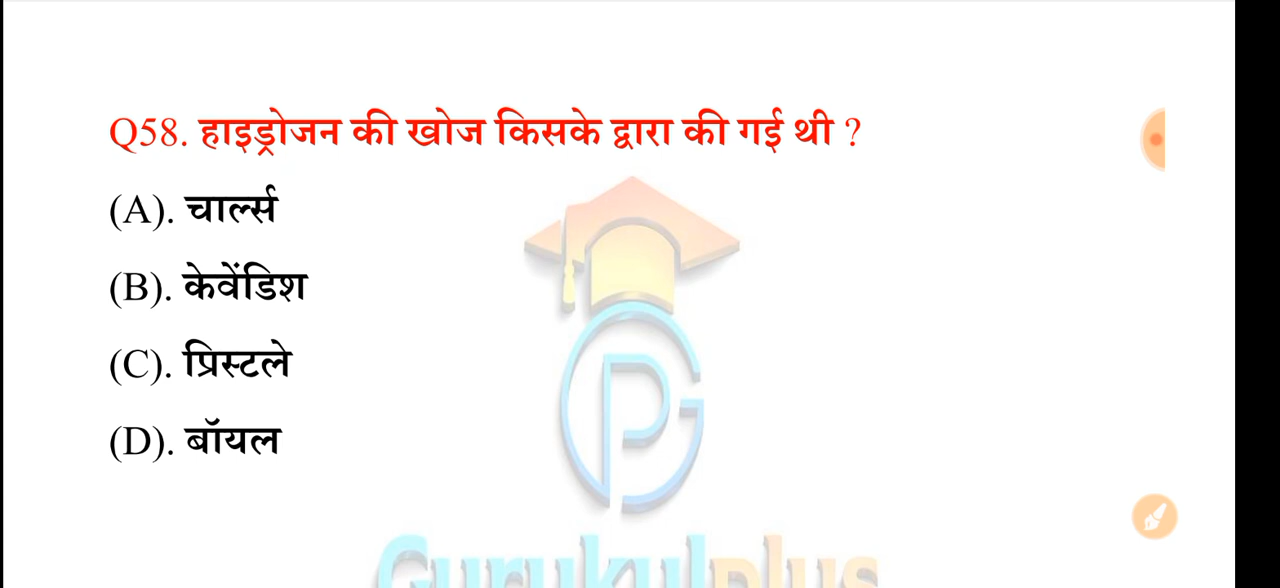 Q58. हाइड्रोजन की खोज किसके द्वारा की गई थी ?
(A). चार्ल्स
(B). केवेंडिश
(C). प्रिस्टले
(D). बॉयल
Gurukulplus